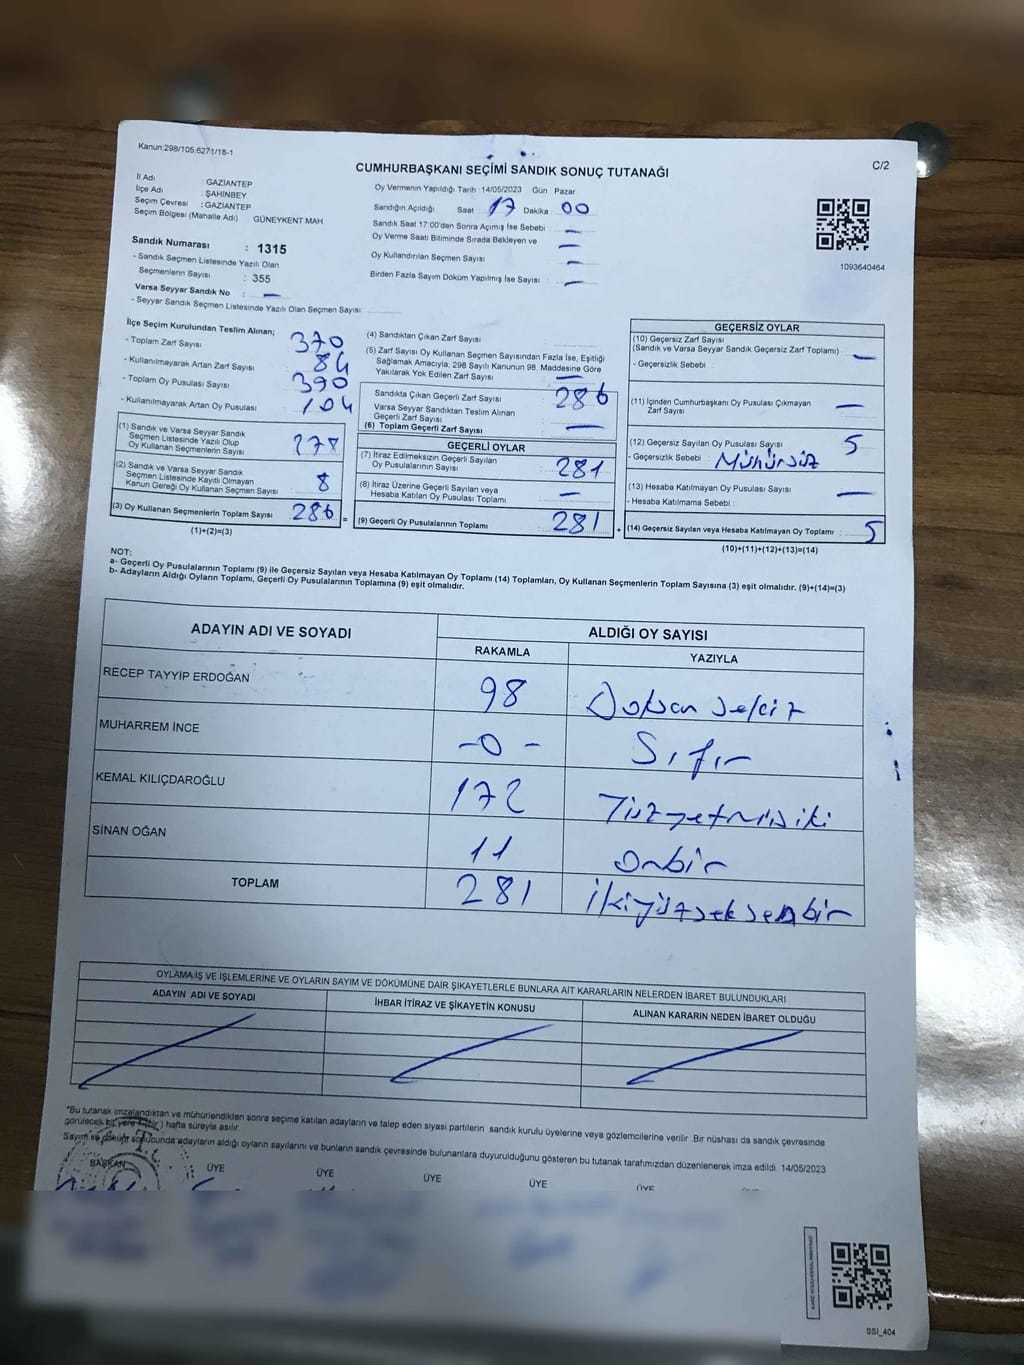 Kanun:298/105,6271/18-1
C/2
CUMHURBAŞKANI SEÇİMİ SANDIK SONUÇ TUTANAĞI
İl Adı : GAZİANTEP
İlçe Adı : ŞAHİNBEY
Seçim Çevresi : GAZİANTEP
Seçim Bölgesi (Mahalle Adı) : GÜNEYKENT MAH.
Oy Vermenin Yapıldığı Tarih : 14/05/2023 Gün Pazar
Sandığın Açıldığı Saat : 17 Dakika : 00
Sandık Saat 17:00'den Sonra Açılmış İse Sebebi : —
Oy Verme Saati Bitiminde Sırada Bekleyen ve —
Oy Kullandırılan Seçmen Sayısı : —
Birden Fazla Sayım Döküm Yapılmış İse Sayısı : —
1093640464
Sandık Numarası : 1315
- Sandık Seçmen Listesinde Yazılı Olan
Seçmenlerin Sayısı : 355
Varsa Seyyar Sandık No : —
- Seyyar Sandık Seçmen Listesinde Yazılı Olan Seçmen Sayısı :
İlçe Seçim Kurulundan Teslim Alınan;
- Toplam Zarf Sayısı : 370
- Kullanılmayarak Artan Zarf Sayısı : 84
- Toplam Oy Pusulası Sayısı : 390
- Kullanılmayarak Artan Oy Pusulası : 104
(1) Sandık ve Varsa Seyyar Sandık
Seçmen Listesinde Yazılı Olup
Oy Kullanan Seçmenlerin Sayısı : 278
(2) Sandık ve Varsa Seyyar Sandık
Seçmen Listesinde Kayıtlı Olmayan
Kanun Gereği Oy Kullanan Seçmen Sayısı : 8
(3) Oy Kullanan Seçmenlerin Toplam Sayısı : 286 =
(1)+(2)=(3)
(4) Sandıktan Çıkan Zarf Sayısı :
(5) Zarf Sayısı Oy Kullanan Seçmen Sayısından Fazla İse, Eşitliği
Sağlamak Amacıyla; 298 Sayılı Kanunun 98. Maddesine Göre
Yakılarak Yok Edilen Zarf Sayısı : —
Sandıkta Çıkan Geçerli Zarf Sayısı : 286
Varsa Seyyar Sandıktan Teslim Alınan
Geçerli Zarf Sayısı :
(6) Toplam Geçerli Zarf Sayısı : —
GEÇERLİ OYLAR
(7) İtiraz Edilmeksizin Geçerli Sayılan
Oy Pusulalarının Sayısı : 281
(8) İtiraz Üzerine Geçerli Sayılan veya
Hesaba Katılan Oy Pusulası Toplamı : —
(9) Geçerli Oy Pusulalarının Toplamı : 281 +
GEÇERSİZ OYLAR
(10) Geçersiz Zarf Sayısı
(Sandık ve Varsa Seyyar Sandık Geçersiz Zarf Toplamı) : —
- Geçersizlik Sebebi :
(11) İçinden Cumhurbaşkanı Oy Pusulası Çıkmayan
Zarf Sayısı : —
(12) Geçersiz Sayılan Oy Pusulası Sayısı : 5
- Geçersizlik Sebebi : Mühürsüz
(13) Hesaba Katılmayan Oy Pusulası Sayısı : —
- Hesaba Katılmama Sebebi :
(14) Geçersiz Sayılan veya Hesaba Katılmayan Oy Toplamı : 5
(10)+(11)+(12)+(13)=(14)
NOT:
a- Geçerli Oy Pusulalarının Toplamı (9) ile Geçersiz Sayılan veya Hesaba Katılmayan Oy Toplamı (14) Toplamları, Oy Kullanan Seçmenlerin Toplam Sayısına (3) eşit olmalıdır. (9)+(14)=(3)
b- Adayların Aldığı Oyların Toplamı, Geçerli Oy Pusulalarının Toplamına (9) eşit olmalıdır.
ADAYIN ADI VE SOYADI ALDIĞI OY SAYISI
RAKAMLA YAZIYLA
RECEP TAYYİP ERDOĞAN 98 Doksan sekiz
MUHARREM İNCE -0- Sıfır
KEMAL KILIÇDAROĞLU 172 Yüzyetmişiki
SİNAN OĞAN 11 onbir
TOPLAM 281 ikiyüzseksenbir
OYLAMA İŞ VE İŞLEMLERİNE VE OYLARIN SAYIM VE DÖKÜMÜNE DAİR ŞİKAYETLERLE BUNLARA AİT KARARLARIN NELERDEN İBARET BULUNDUKLARI
ADAYIN ADI VE SOYADI İHBAR İTİRAZ VE ŞİKAYETİN KONUSU ALINAN KARARIN NEDEN İBARET OLDUĞU
"Bu tutanak imzalandıktan ve mühürlendikten sonra seçime katılan adayların ve talep eden siyasi partilerin sandık kurulu üyelerine veya gözlemcilerine verilir. Bir nüshası da sandık çevresinde
görülecek bir yere 1 (bir) hafta süreyle asılır.
Sayım ve döküm sonucunda adayların aldığı oyların sayılarını ve bunların sandık çevresinde bulunanlara duyurulduğunu gösteren bu tutanak tarafımızdan düzenlenerek imza edildi. 14/05/2023
BAŞKAN ÜYE ÜYE ÜYE ÜYE ÜYE ÜYE
SSI_404